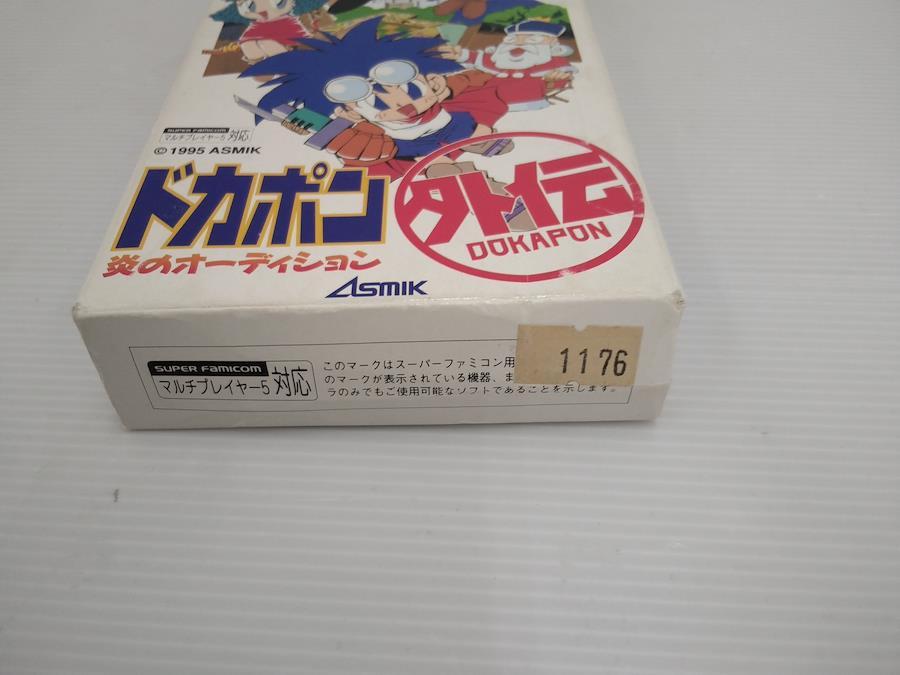 SUPER FAMICOM
マルチプレイヤー5 対応
© 1995 ASMIK
ドカポン 外伝
DOKAPON
炎のオーディション
ASMIK
SUPER FAMICOM
マルチプレイヤー5 対応
このマークはスーパーファミコン用
のマークが表示されている機器、ま
ラのみでもご使用可能なソフトであることを示します。
1176